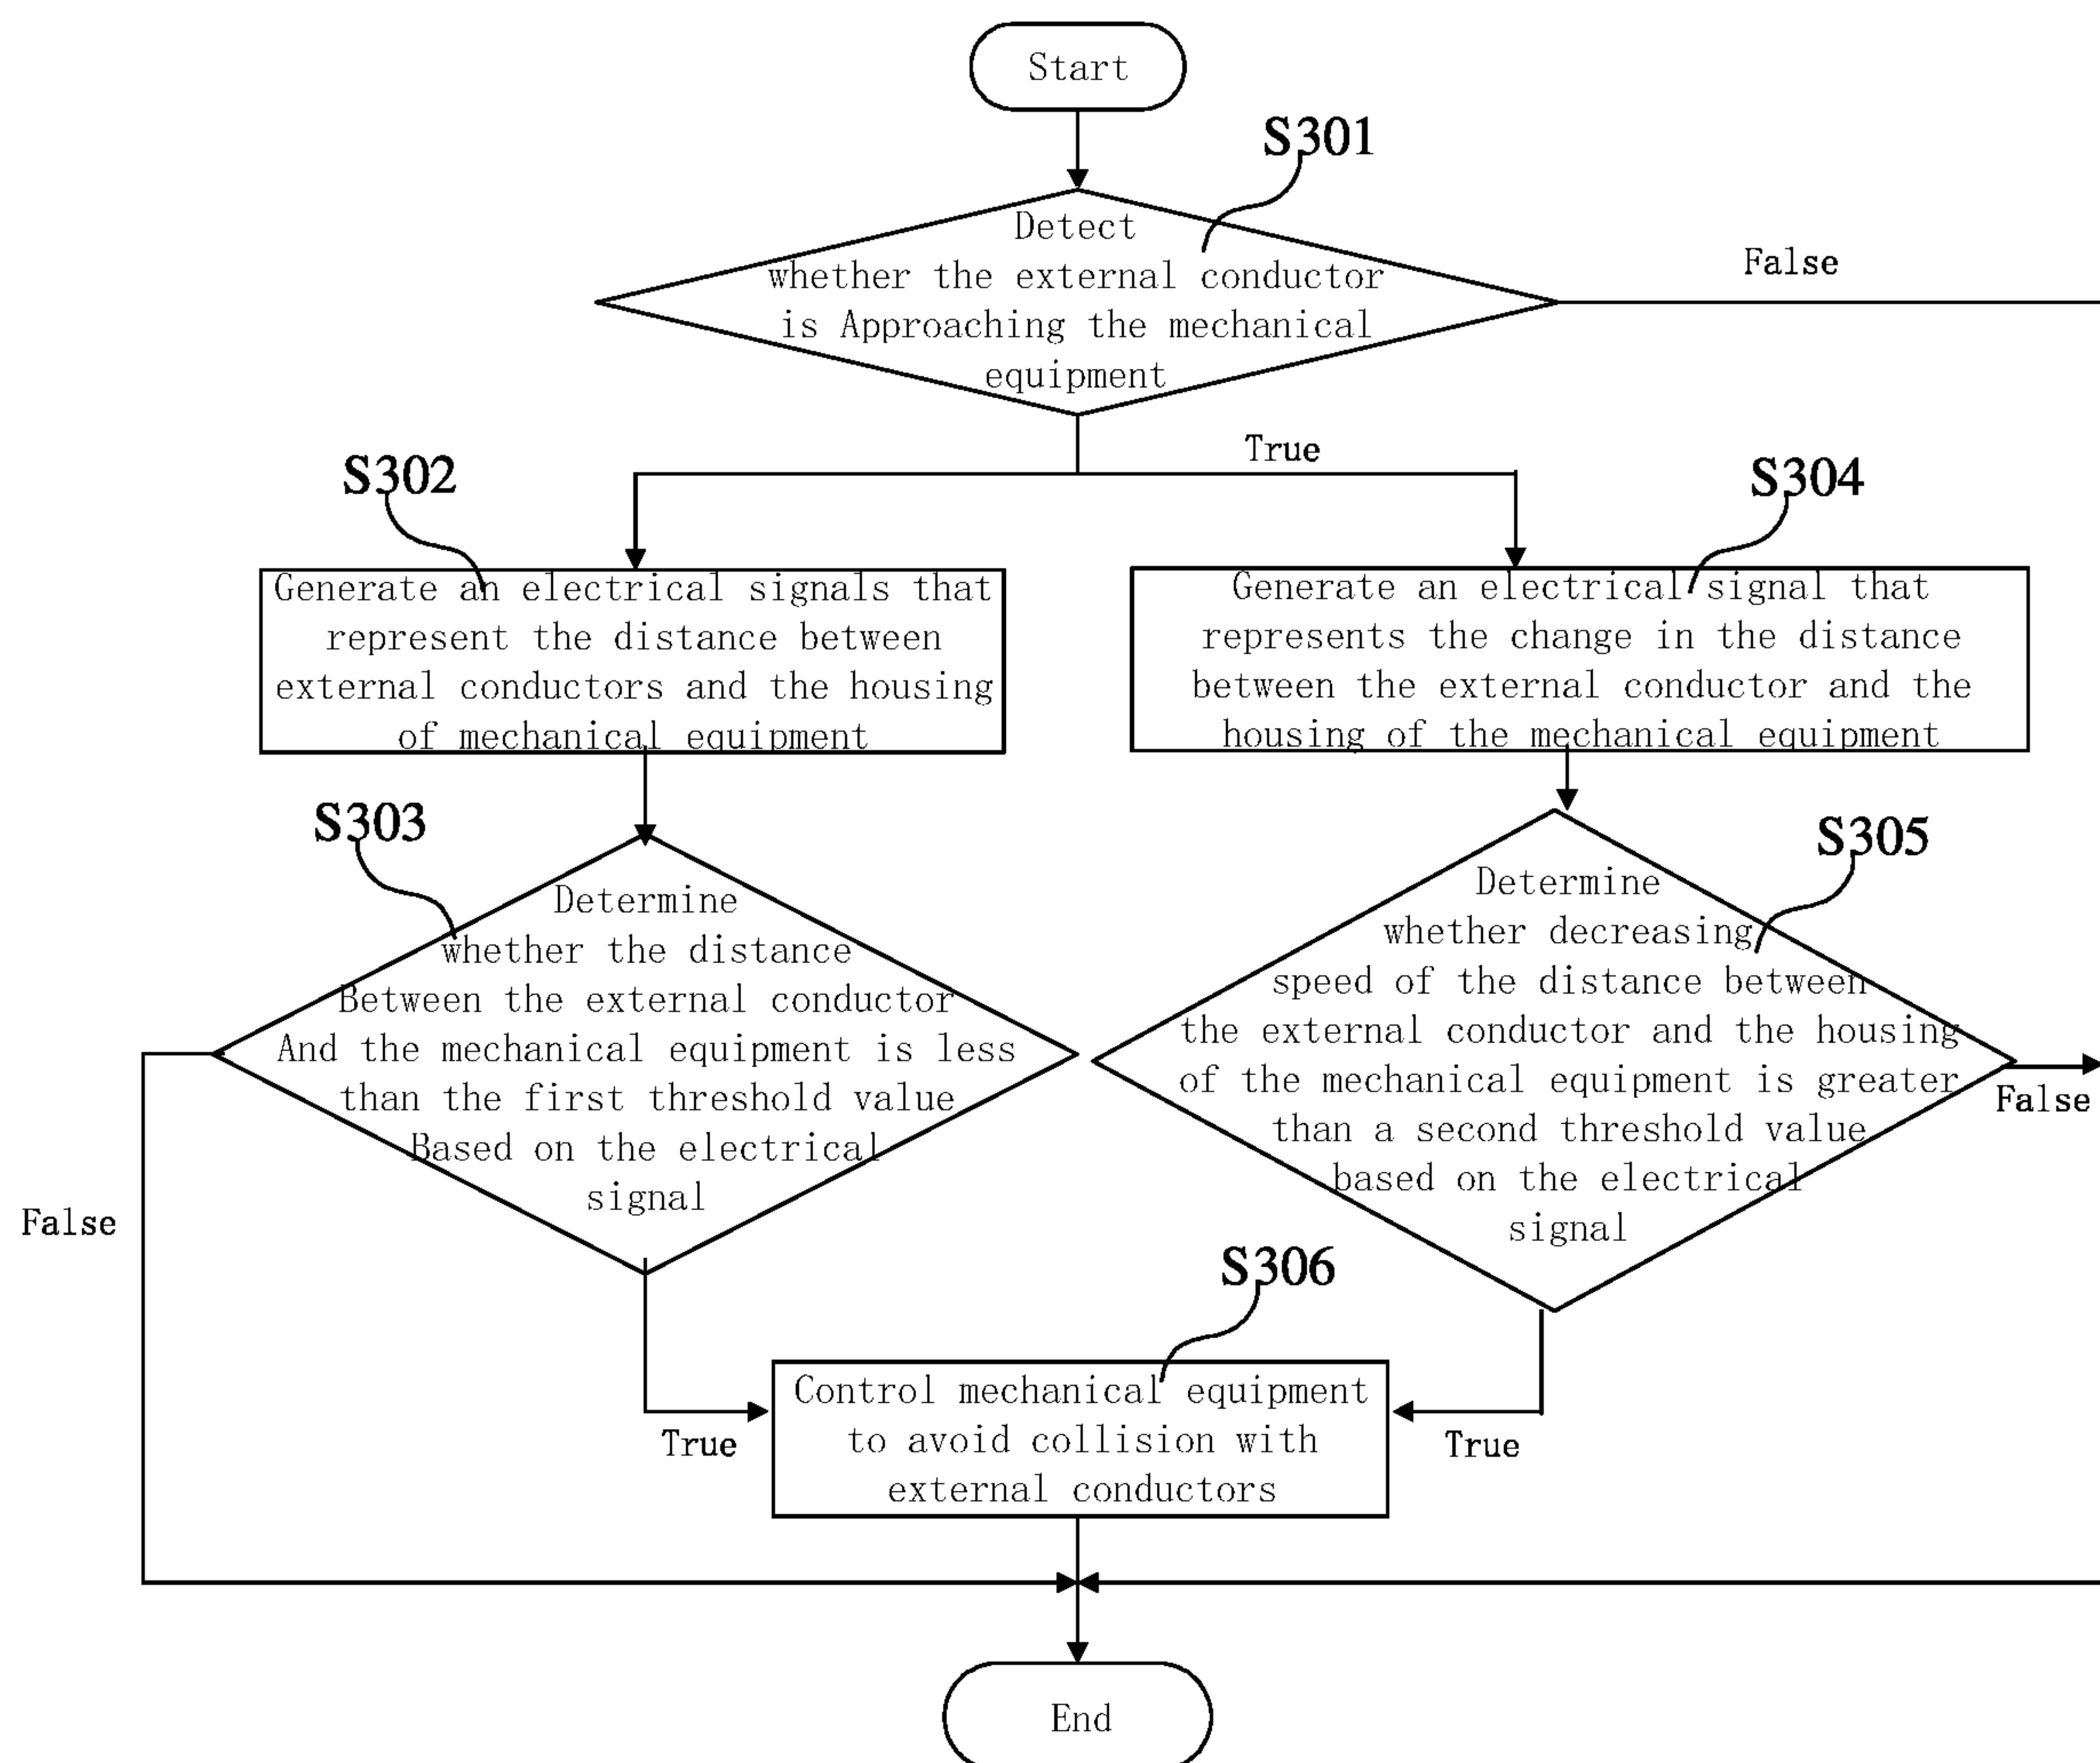 Start
S301
Detect
whether the external conductor
is Approaching the mechanical
equipment
False
True
S302
Generate an electrical signals that
represent the distance between
external conductors and the housing
of mechanical equipment
S304
Generate an electrical signal that
represents the change in the distance
between the external conductor and the
housing of the mechanical equipment
S303
Determine
whether the distance
Between the external conductor
And the mechanical equipment is less
than the first threshold value
Based on the electrical
signal
False
S305
Determine
whether decreasing
speed of the distance between
the external conductor and the housing
of the mechanical equipment is greater
than a second threshold value
based on the electrical
signal
False
S306
Control mechanical equipment
to avoid collision with
external conductors
True
True
End